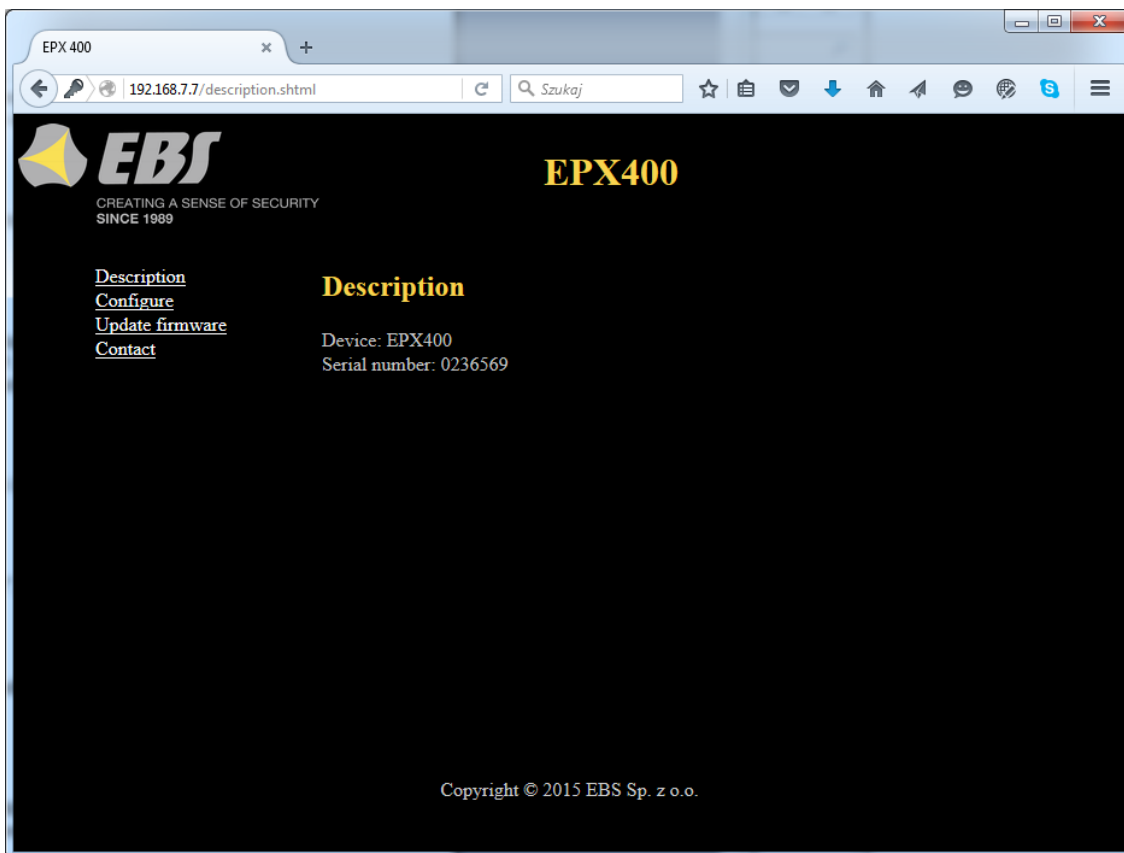 EPX 400
192.168.7.7/description.shtml
Szukaj
EBS
CREATING A SENSE OF SECURITY
SINCE 1989
EPX400
Description
Configure
Update firmware
Contact
Description
Device: EPX400
Serial number: 0236569
Copyright © 2015 EBS Sp. z o.o.